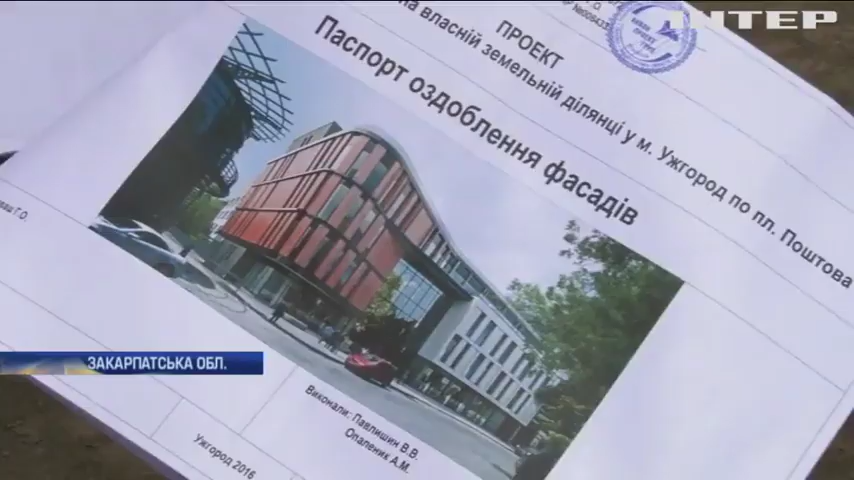 INTER
ПРОЕКТ
на власній земельній ділянці у м. Ужгород по пл. Поштова
Паспорт оздоблення фасадів
Г.О.
ЗАКАРПАТСЬКА ОБЛ.
Виконали: Павлишин В.В.
Опаленик А.М.
Ужгород 2016